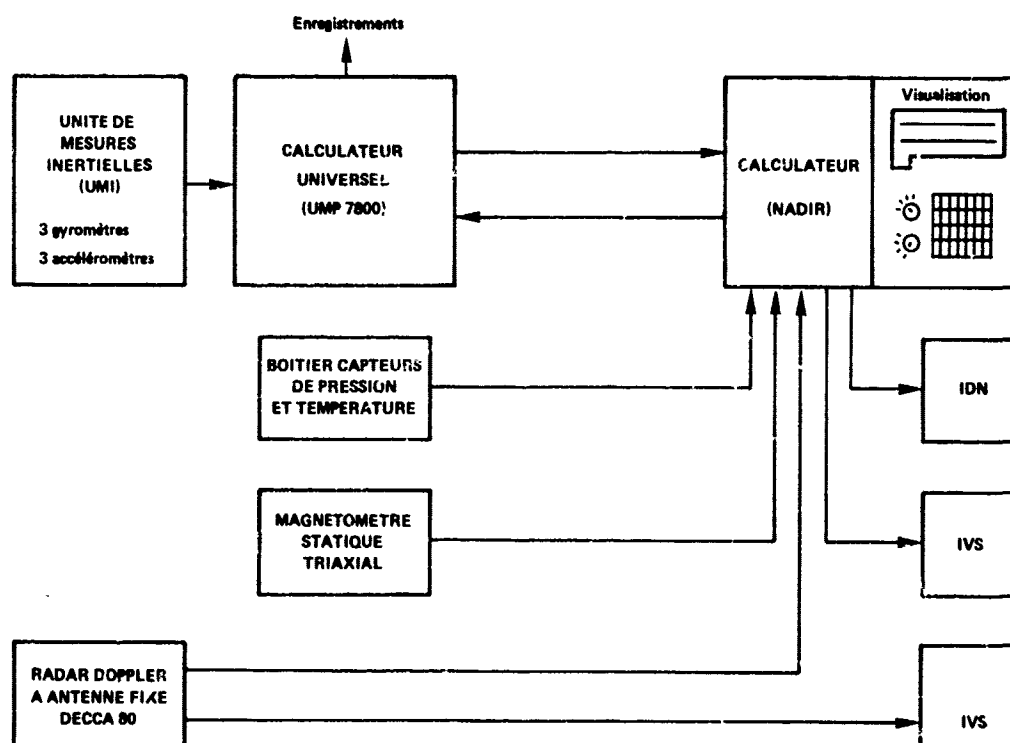 Enregistrements
UNITE DE
MESURES
INERTIELLES
(UMI)
3 gyromètres
3 accéléromètres
CALCULATEUR
UNIVERSEL
(UMP 7800)
CALCULATEUR
(NADIR)
Visualisation
BOITIER CAPTEURS
DE PRESSION
ET TEMPERATURE
IDN
MAGNETOMETRE
STATIQUE
TRIAXIAL
IVS
RADAR DOPPLER
A ANTENNE FIXE
DECCA 80
IVS